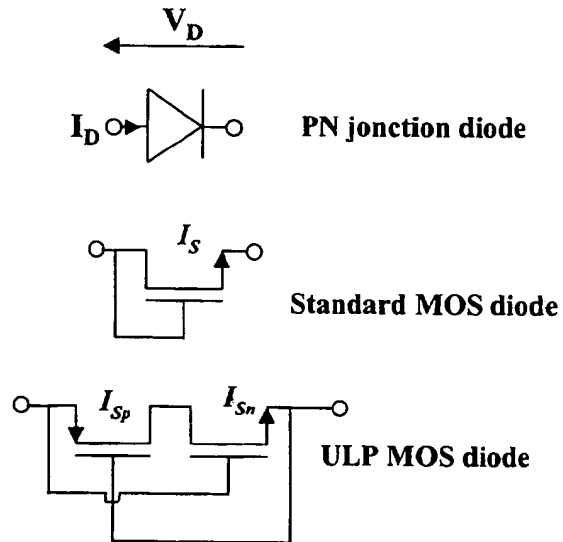 V_D
I_D
PN jonction diode
I_S
Standard MOS diode
I_Sp
I_Sn
ULP MOS diode